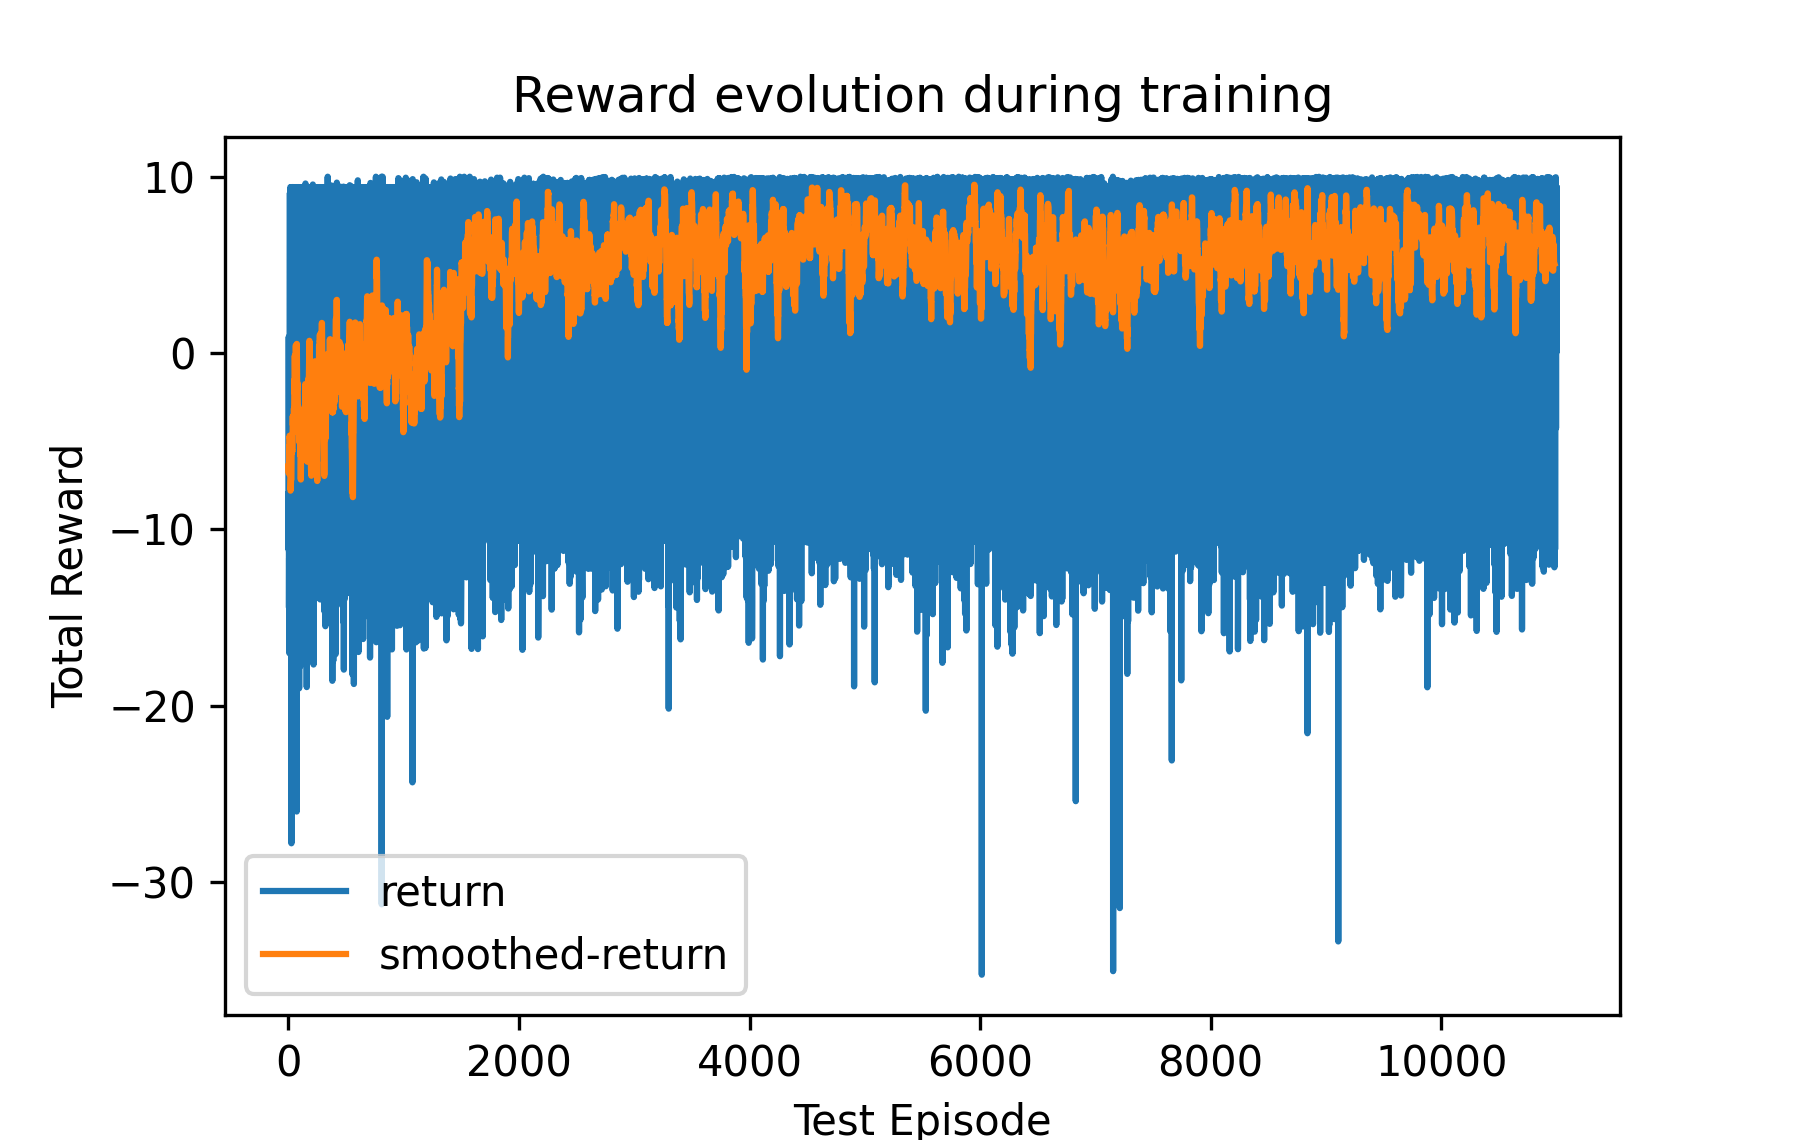 Reward evolution during training
10
0
−10
−20
−30
Total Reward
return
smoothed-return
0 2000 4000 6000 8000 10000
Test Episode